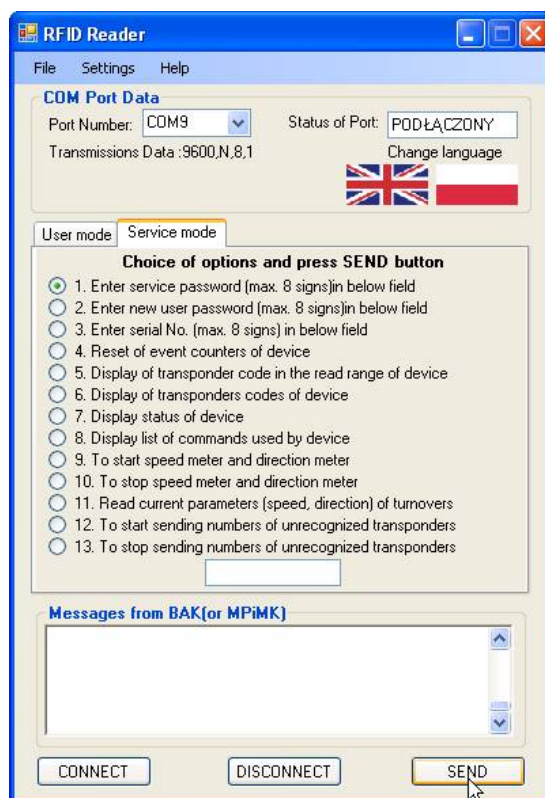 RFID Reader
File Settings Help
COM Port Data
Port Number: COM9 Status of Port: PODŁĄCZONY
Transmissions Data :9600,N,8,1 Change language
User mode Service mode
Choice of options and press SEND button
1. Enter service password (max. 8 signs)in below field
2. Enter new user password (max. 8 signs)in below field
3. Enter serial No. (max. 8 signs) in below field
4. Reset of event counters of device
5. Display of transponder code in the read range of device
6. Display of transponders codes of device
7. Display status of device
8. Display list of commands used by device
9. To start speed meter and direction meter
10. To stop speed meter and direction meter
11. Read current parameters (speed, direction) of turnovers
12. To start sending numbers of unrecognized transponders
13. To stop sending numbers of unrecognized transponders
Messages from BAK(or MPiMK)
CONNECT DISCONNECT SEND